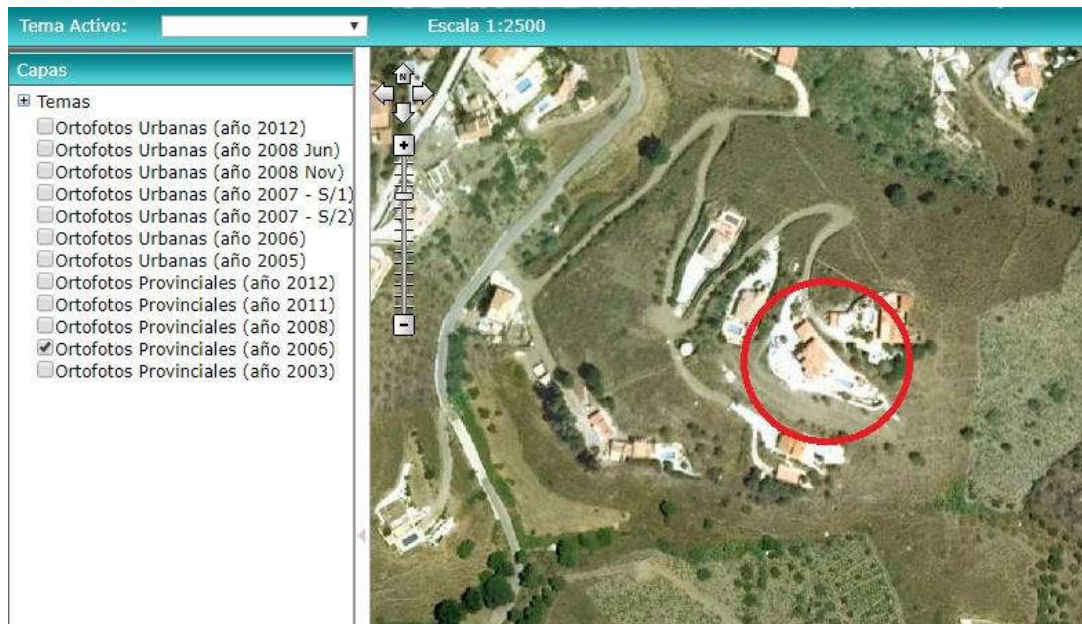 Tema Activo:
Escala 1:2500
Capas
Temas
Ortofotos Urbanas (año 2012)
Ortofotos Urbanas (año 2008 Jun)
Ortofotos Urbanas (año 2008 Nov)
Ortofotos Urbanas (año 2007 - S/1)
Ortofotos Urbanas (año 2007 - S/2)
Ortofotos Urbanas (año 2006)
Ortofotos Urbanas (año 2005)
Ortofotos Provinciales (año 2012)
Ortofotos Provinciales (año 2011)
Ortofotos Provinciales (año 2008)
Ortofotos Provinciales (año 2006)
Ortofotos Provinciales (año 2003)
N